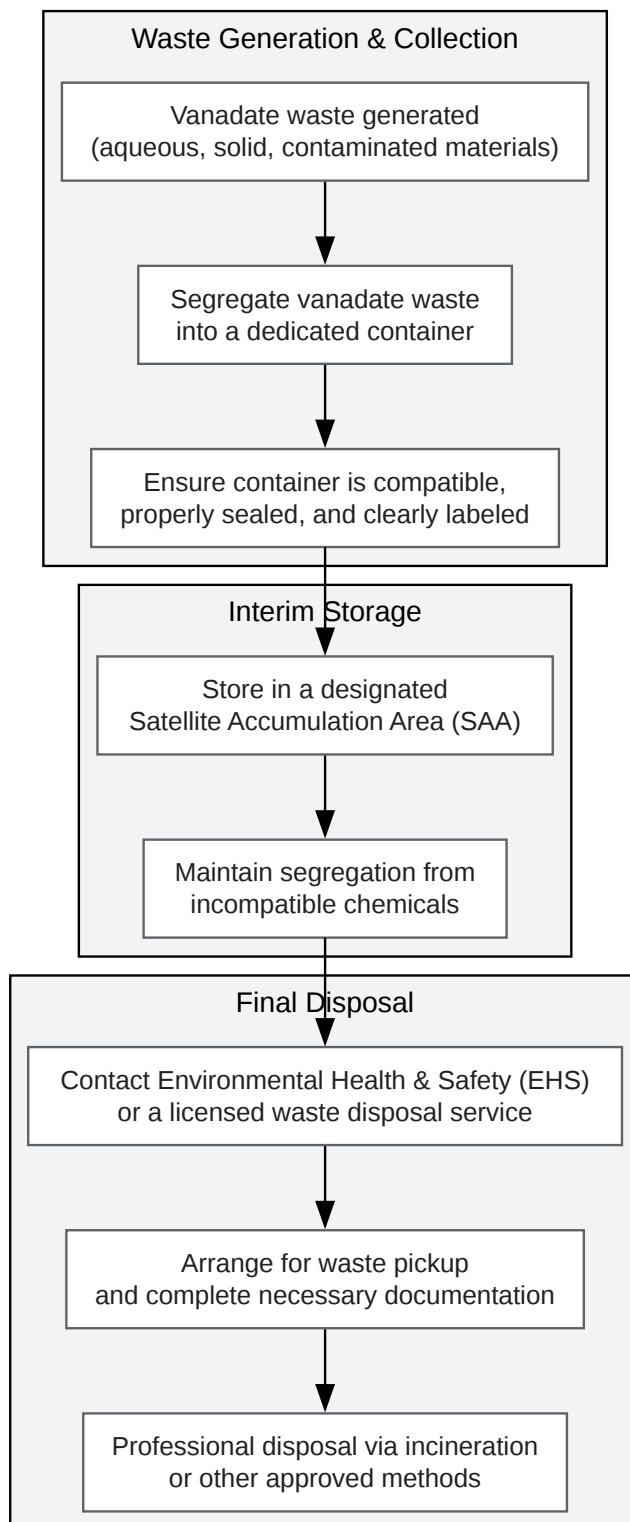 Waste Generation & Collection
Vanadate waste generated
(aqueous, solid, contaminated materials)
Segregate vanadate waste
into a dedicated container
Ensure container is compatible,
properly sealed, and clearly labeled
Interim Storage
Store in a designated
Satellite Accumulation Area (SAA)
Maintain segregation from
incompatible chemicals
Final Disposal
Contact Environmental Health & Safety (EHS)
or a licensed waste disposal service
Arrange for waste pickup
and complete necessary documentation
Professional disposal via incineration
or other approved methods